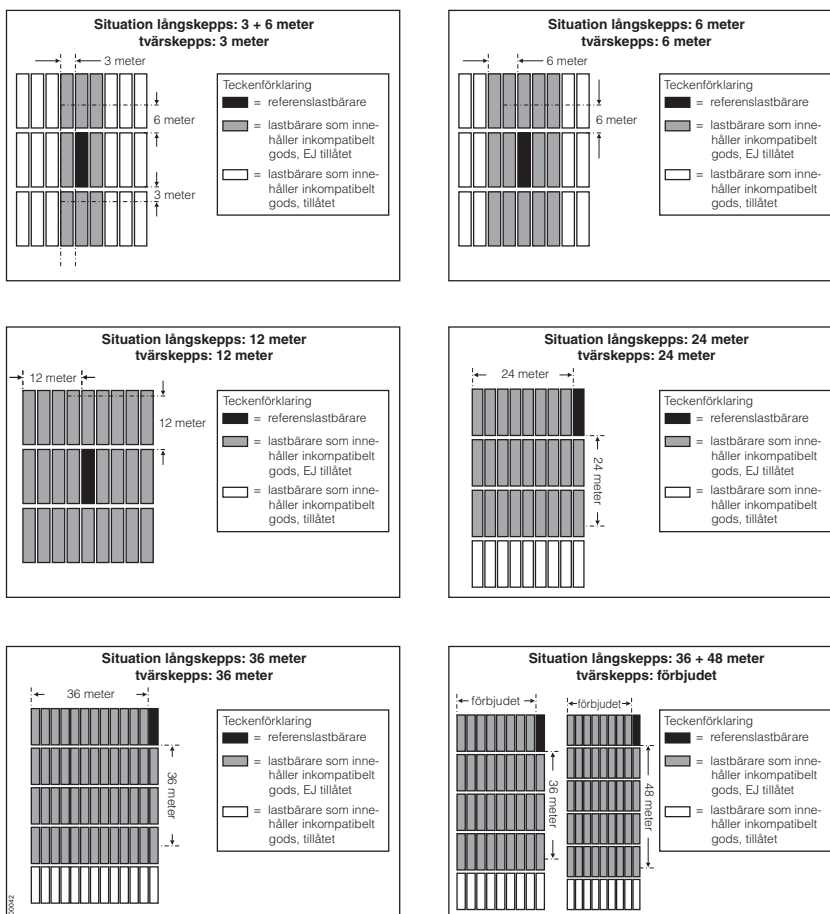 Situation långskepps: 3 + 6 meter
tvärskepps: 3 meter
3 meter
6 meter
3 meter
Teckenförklaring
= referenslastbärare
= lastbärare som inne-
håller inkompatibelt
gods, EJ tillåtet
= lastbärare som inne-
håller inkompatibelt
gods, tillåtet
Situation långskepps: 6 meter
tvärskepps: 6 meter
6 meter
6 meter
Teckenförklaring
= referenslastbärare
= lastbärare som inne-
håller inkompatibelt
gods, EJ tillåtet
= lastbärare som inne-
håller inkompatibelt
gods, tillåtet
Situation långskepps: 12 meter
tvärskepps: 12 meter
12 meter
12 meter
Teckenförklaring
= referenslastbärare
= lastbärare som inne-
håller inkompatibelt
gods, EJ tillåtet
= lastbärare som inne-
håller inkompatibelt
gods, tillåtet
Situation långskepps: 24 meter
tvärskepps: 24 meter
24 meter
24 meter
Teckenförklaring
= referenslastbärare
= lastbärare som inne-
håller inkompatibelt
gods, EJ tillåtet
= lastbärare som inne-
håller inkompatibelt
gods, tillåtet
Situation långskepps: 36 meter
tvärskepps: 36 meter
36 meter
36 meter
Teckenförklaring
= referenslastbärare
= lastbärare som inne-
håller inkompatibelt
gods, EJ tillåtet
= lastbärare som inne-
håller inkompatibelt
gods, tillåtet
Situation långskepps: 36 + 48 meter
tvärskepps: förbjudet
förbjudet
förbjudet
36 meter
48 meter
Teckenförklaring
= referenslastbärare
= lastbärare som inne-
håller inkompatibelt
gods, EJ tillåtet
= lastbärare som inne-
håller inkompatibelt
gods, tillåtet